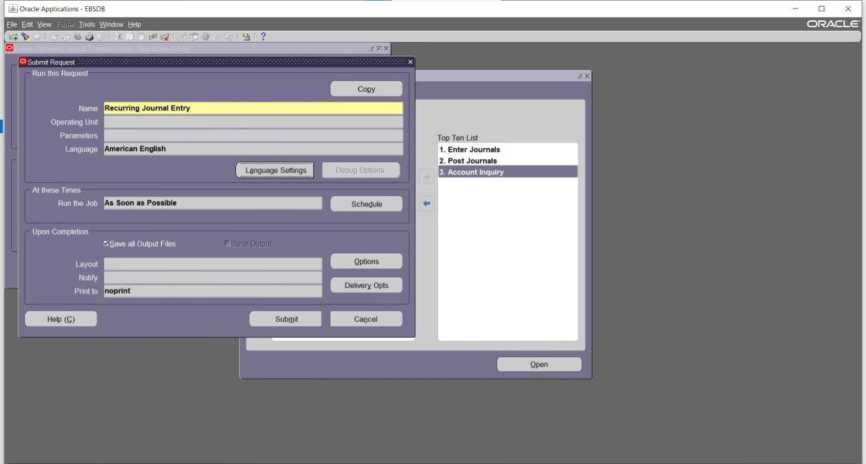 Oracle Applications - EBSDB
File Edit View Tools Window Help
ORACLE
Submit Request
Run this Request
Copy
Name Recurring Journal Entry
Operating Unit
Parameters
Language American English
Language Settings Debug Options
At these Times
Run the Job As Soon as Possible Schedule
Upon Completion
Save all Output Files
Layout Options
Notify
Print to noprint Delivery Opts
Help (C) Submit Cancel
Top Ten List
1. Enter Journals
2. Post Journals
3. Account Inquiry
Open